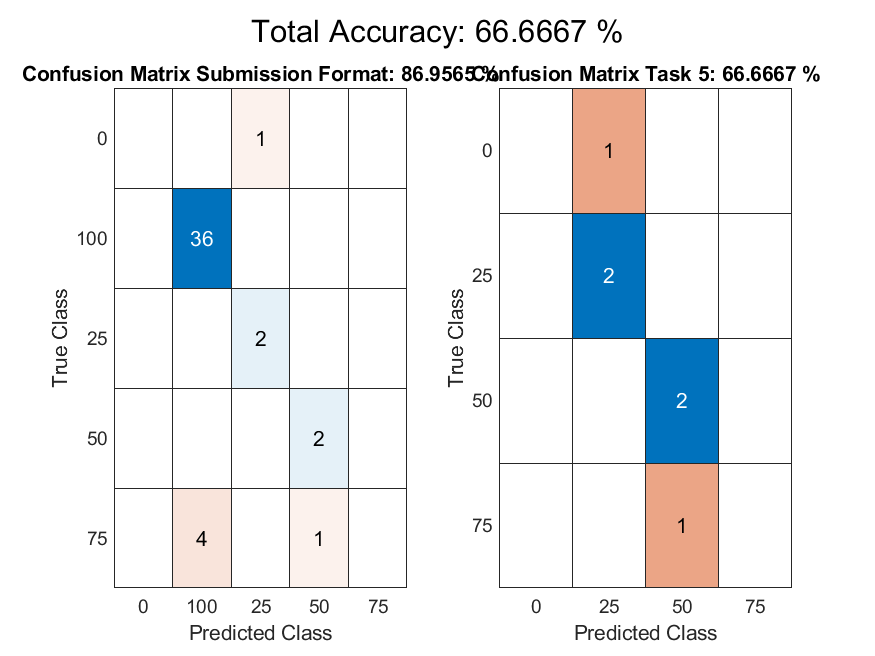 Total Accuracy: 66.6667 %
Confusion Matrix Submission Format: 86.9565 %
Confusion Matrix Task 5: 66.6667 %
True Class
0
1
100
36
25
2
50
2
75
4 1
0 100 25 50 75
Predicted Class
True Class
0
1
25
2
50
2
75
1
0 25 50 75
Predicted Class